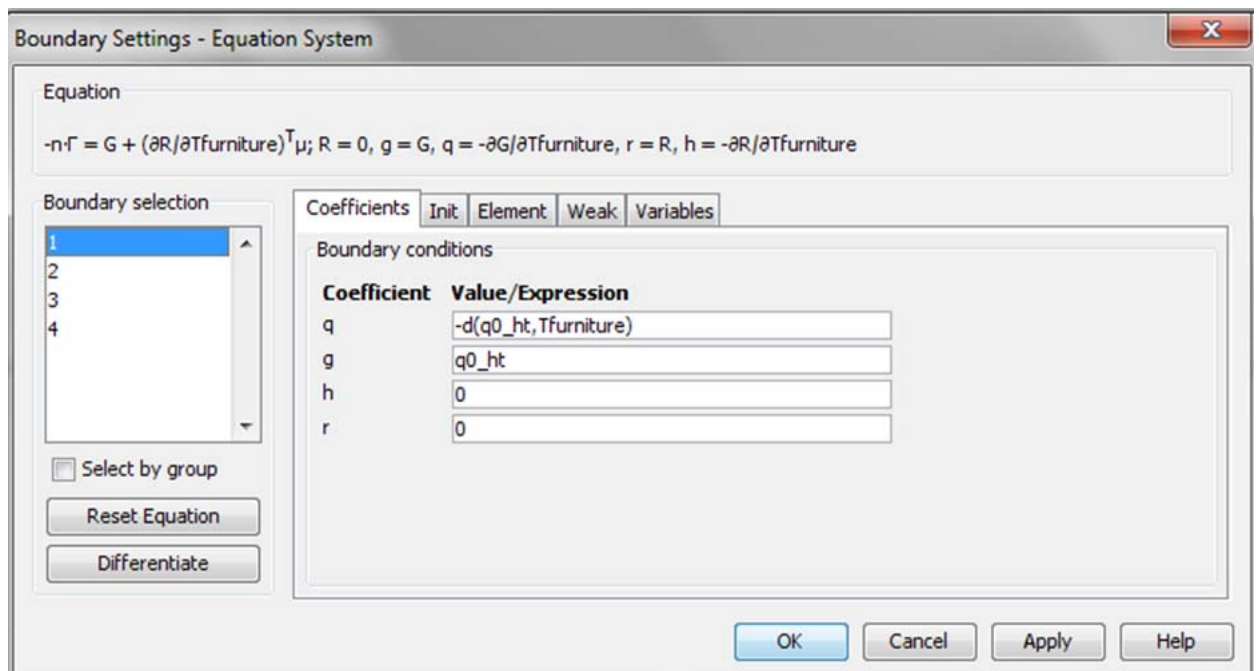 Boundary Settings - Equation System
x
Equation
-n·Γ = G + (∂R/∂Tfurniture)ᵀμ; R = 0, g = G, q = -∂G/∂Tfurniture, r = R, h = -∂R/∂Tfurniture
Boundary selection
1
2
3
4
Select by group
Reset Equation
Differentiate
Coefficients Init Element Weak Variables
Boundary conditions
Coefficient Value/Expression
q -d(q0_ht,Tfurniture)
g q0_ht
h 0
r 0
OK Cancel Apply Help